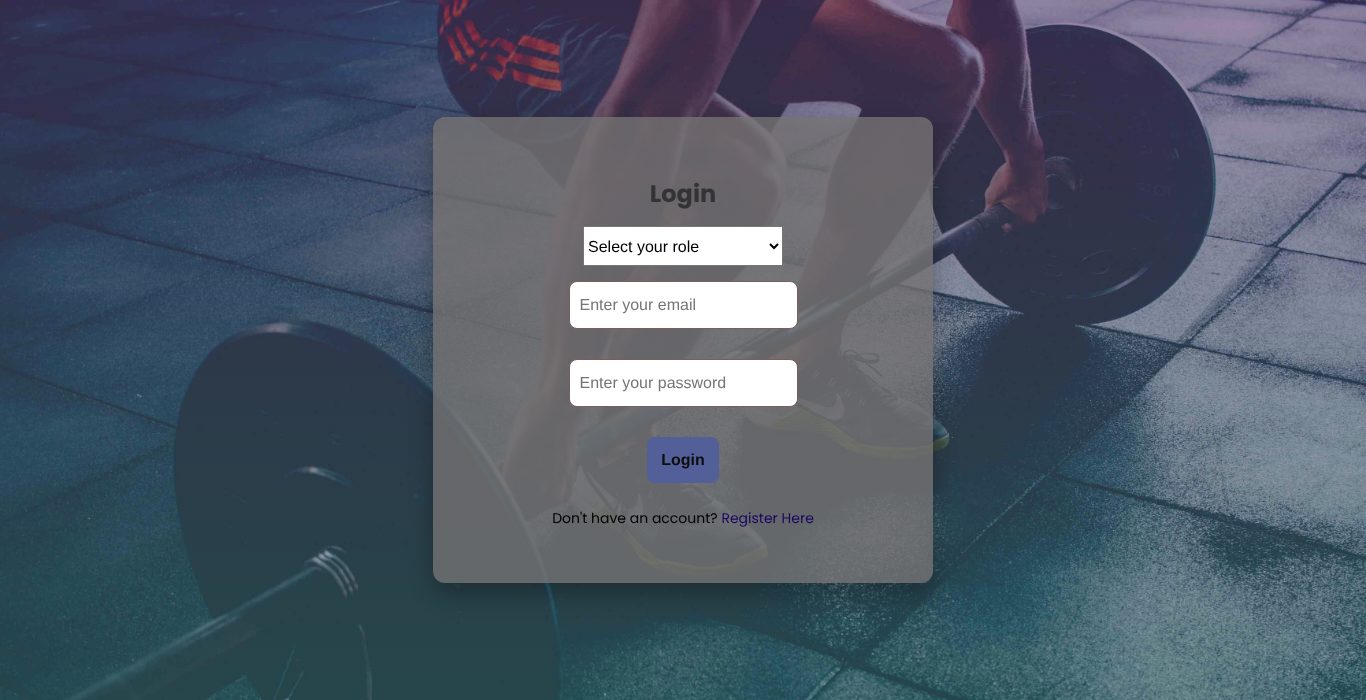 Login
Select your role
Enter your email
Enter your password
Login
Don't have an account? Register Here